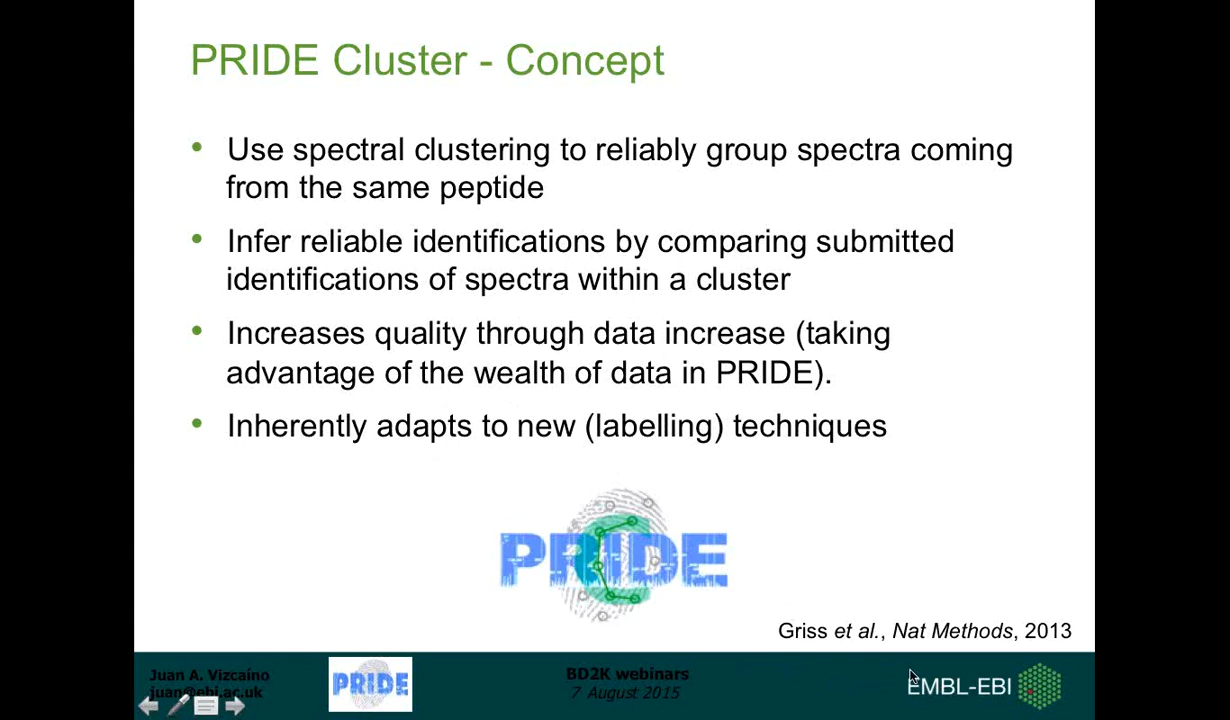 PRIDE Cluster - Concept
• Use spectral clustering to reliably group spectra coming
from the same peptide
• Infer reliable identifications by comparing submitted
identifications of spectra within a cluster
• Increases quality through data increase (taking
advantage of the wealth of data in PRIDE).
• Inherently adapts to new (labelling) techniques
PRIDE
Griss et al., Nat Methods, 2013
Juan A. Vizcaíno
juan@ebi.ac.uk
PRIDE
BD2K webinars
7 August 2015
EMBL-EBI